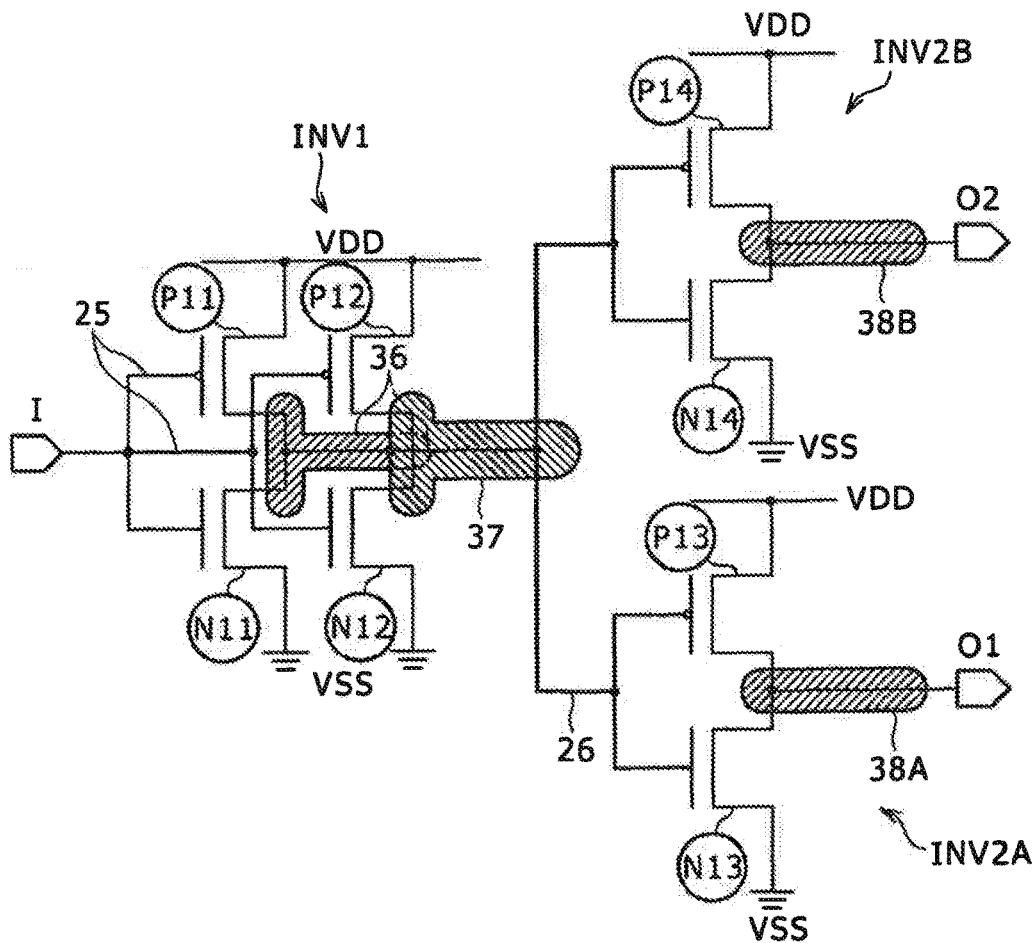 VDD
INV2B
P14
INV1
O2
VDD
P11
P12
25
36
38B
I
N14
VSS
37
VDD
P13
N11
N12
O1
VSS
26
38A
N13
INV2A
VSS